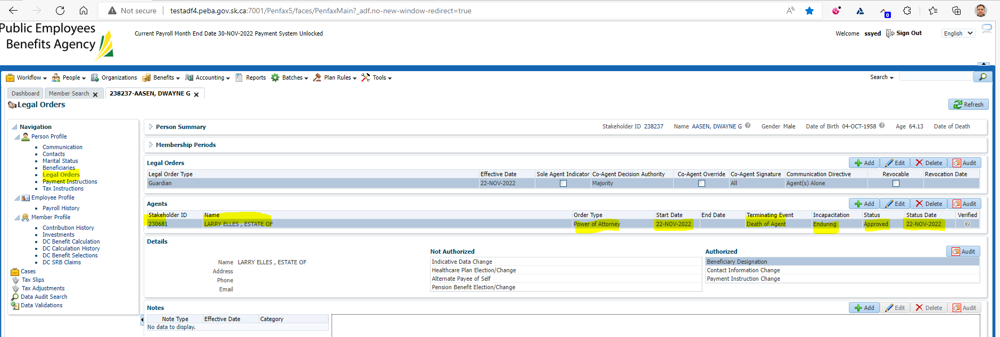 Not secure testadf4.peba.gov.sk.ca:7001/Penfax5/faces/PenfaxMain?_adf.no-new-window-redirect=true
0
Public Employees
Benefits Agency
Current Payroll Month End Date 30-NOV-2022 Payment System Unlocked
Welcome ssyed Sign Out English
Workflow People Organizations Benefits Accounting Reports Batches Plan Rules Tools Search
Dashboard Member Search 238237-AASEN, DWAYNE G
Legal Orders Refresh
Navigation
Person Profile
Communication
Contacts
Marital Status
Beneficiaries
Legal Orders
Payment Instructions
Tax Instructions
Employee Profile
Payroll History
Member Profile
Contribution History
Investments
DC Benefit Calculation
DC Calculation History
DC Benefit Selections
DC SRB Claims
Cases
Tax Slips
Tax Adjustments
Data Audit Search
Data Validations
Person Summary Stakeholder ID 238237 Name AASEN, DWAYNE G Gender Male Date of Birth 04-OCT-1958 Age 64.13 Date of Death
Membership Periods
Legal Orders Add Edit Delete Audit
Legal Order Type Effective Date Sole Agent Indicator Co-Agent Decision Authority Co-Agent Override Co-Agent Signature Communication Directive Revocable Revocation Date
Guardian 22-NOV-2022 Majority All Agent(s) Alone
Agents Add Edit Delete Audit
Stakeholder ID Name Order Type Start Date End Date Terminating Event Incapacitation Status Status Date Verified
230681 LARRY ELLES , ESTATE OF Power of Attorney 22-NOV-2022 Death of Agent Enduring Approved 22-NOV-2022
Details
Name LARRY ELLES , ESTATE OF
Address
Phone
Email
Not Authorized
Indicative Data Change
Healthcare Plan Election/Change
Alternate Payee of Self
Pension Benefit Election/Change
Authorized Audit
Beneficiary Designation
Contact Information Change
Payment Instruction Change
Notes Add Edit Delete Audit
Note Type Effective Date Category
No data to display.